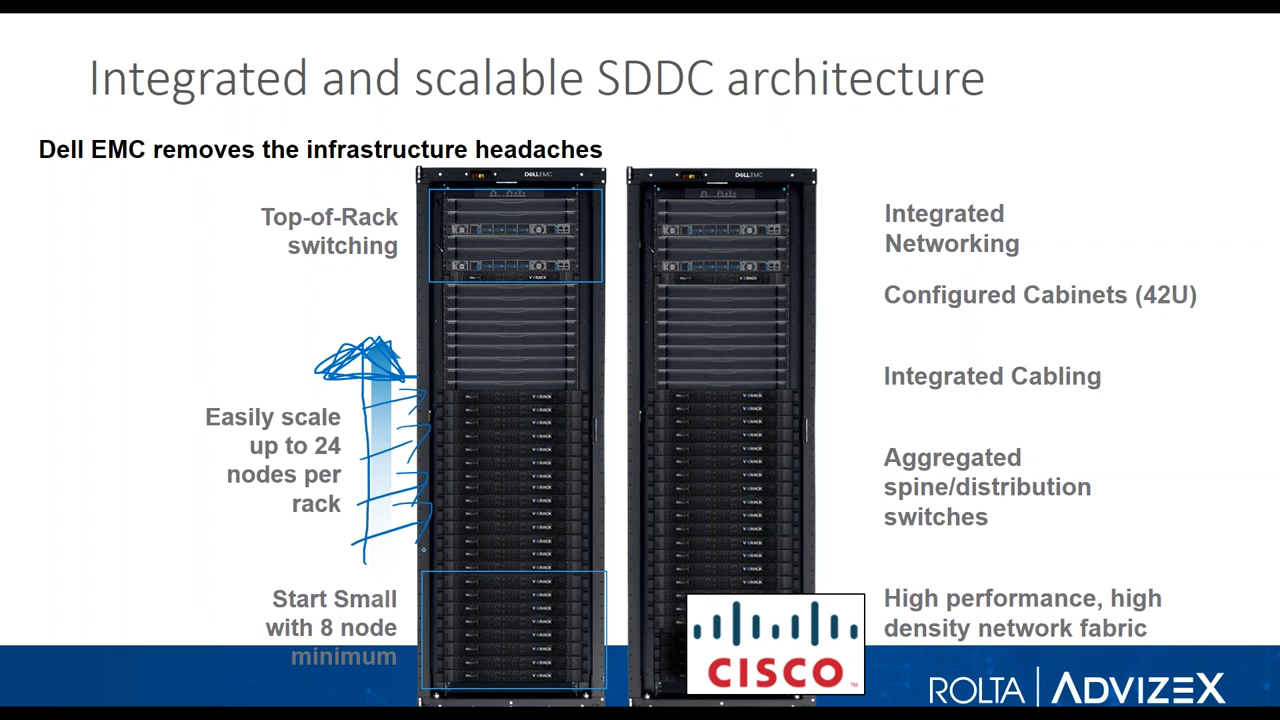 Integrated and scalable SDDC architecture
Dell EMC removes the infrastructure headaches
DELLEMC
DELLEMC
Top-of-Rack
switching
Easily scale
up to 24
nodes per
rack
Start Small
with 8 node
minimum
Integrated
Networking
Configured Cabinets (42U)
Integrated Cabling
Aggregated
spine/distribution
switches
High performance, high
density network fabric
CISCO
ROLTA | ADVIZEX